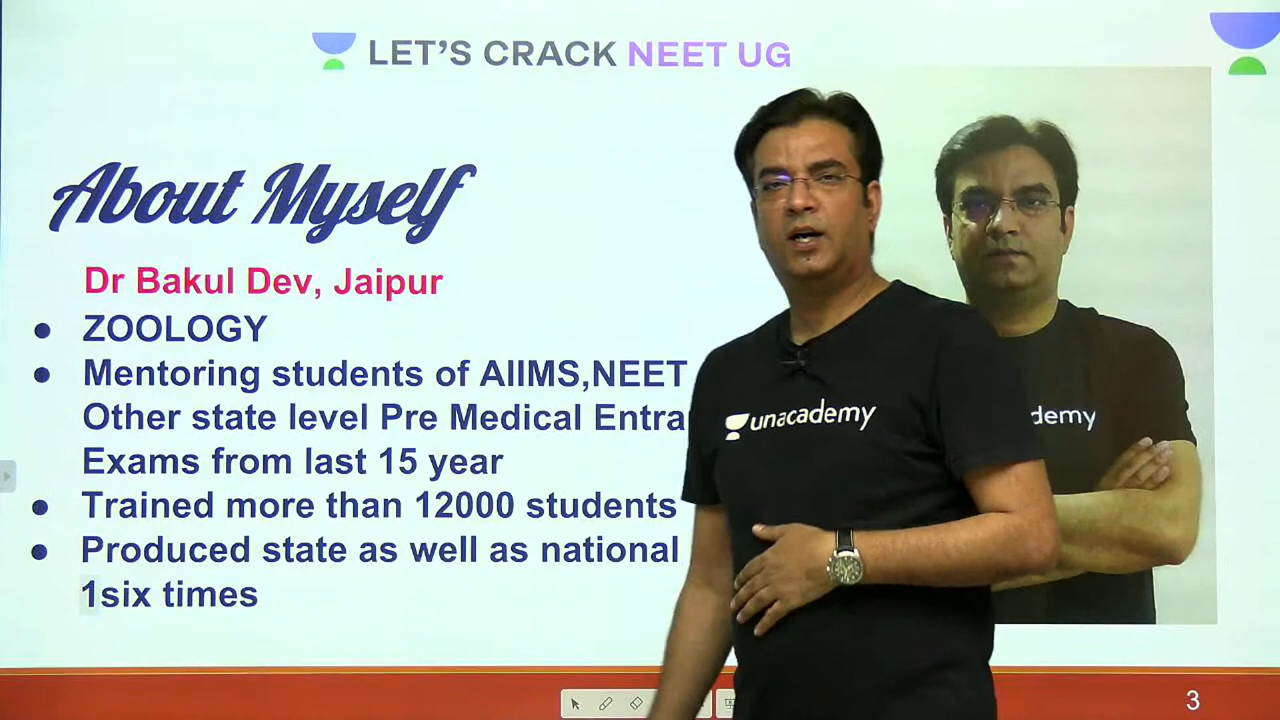 LET'S CRACK NEET UG
About Myself
Dr Bakul Dev, Jaipur
ZOOLOGY
Mentoring students of AIIMS,NEET
Other state level Pre Medical
Exams from last 15 year
Trained more than 12000 students
Produced state as well as national
1six times
unacademy
3